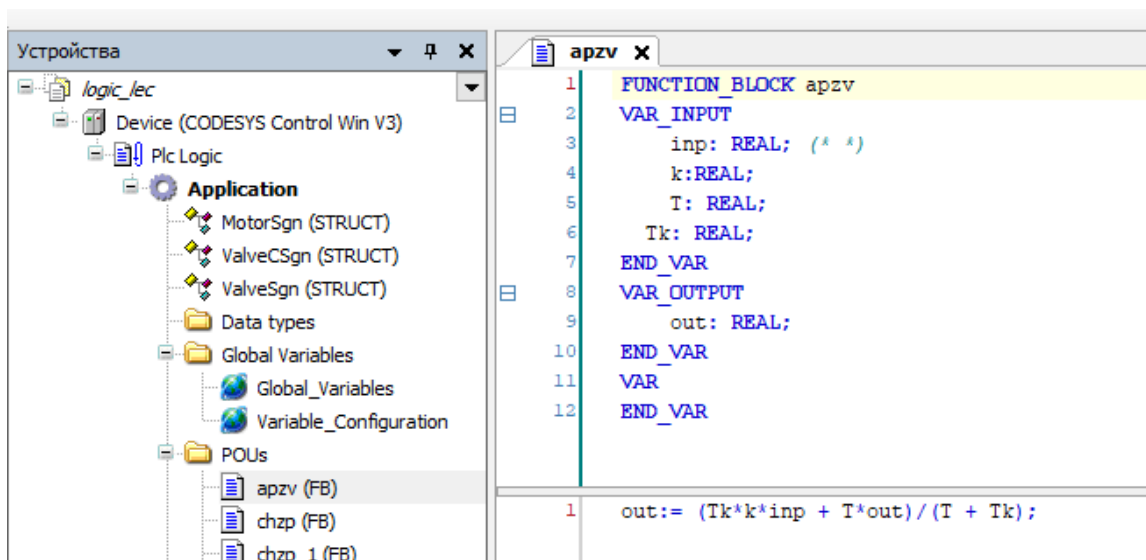 Устройства
logic_lec
Device (CODESYS Control Win V3)
Plc Logic
Application
MotorSgn (STRUCT)
ValveCSgn (STRUCT)
ValveSgn (STRUCT)
Data types
Global Variables
Global_Variables
Variable_Configuration
POUs
apzv (FB)
chzp (FB)
chzp_1 (FB)
apzv
1 FUNCTION_BLOCK apzv
2 VAR_INPUT
3 inp: REAL; (* *)
4 k:REAL;
5 T: REAL;
6 Tk: REAL;
7 END_VAR
8 VAR_OUTPUT
9 out: REAL;
10 END_VAR
11 VAR
12 END_VAR
1 out:= (Tk*k*inp + T*out)/(T + Tk);